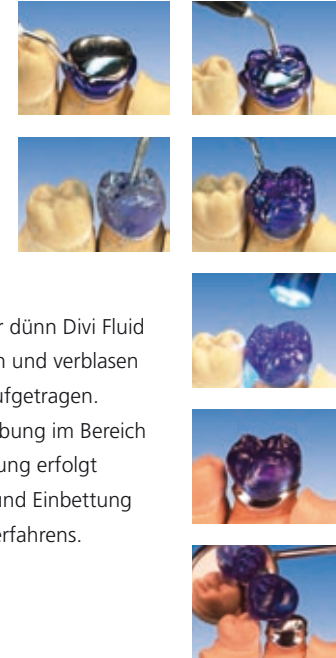 r dünn Divi Fluid
n und verblasen
ufgetragen.
bung im Bereich
ung erfolgt
und Einbettung
erfahrens.